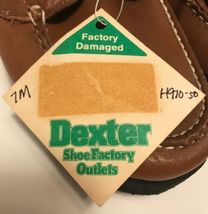 Factory
Damaged
7M
H970-50
Dexter
Shoe Factory
Outlets